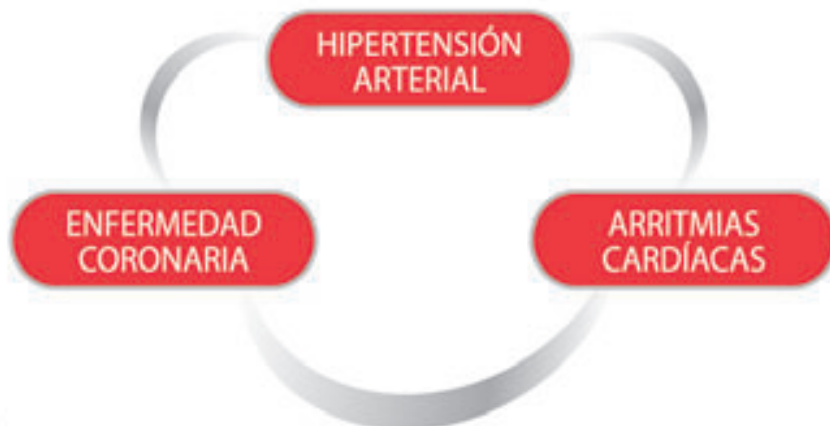 HIPERTENSIÓN
ARTERIAL
ENFERMEDAD
CORONARIA
ARRITMIAS
CARDÍACAS